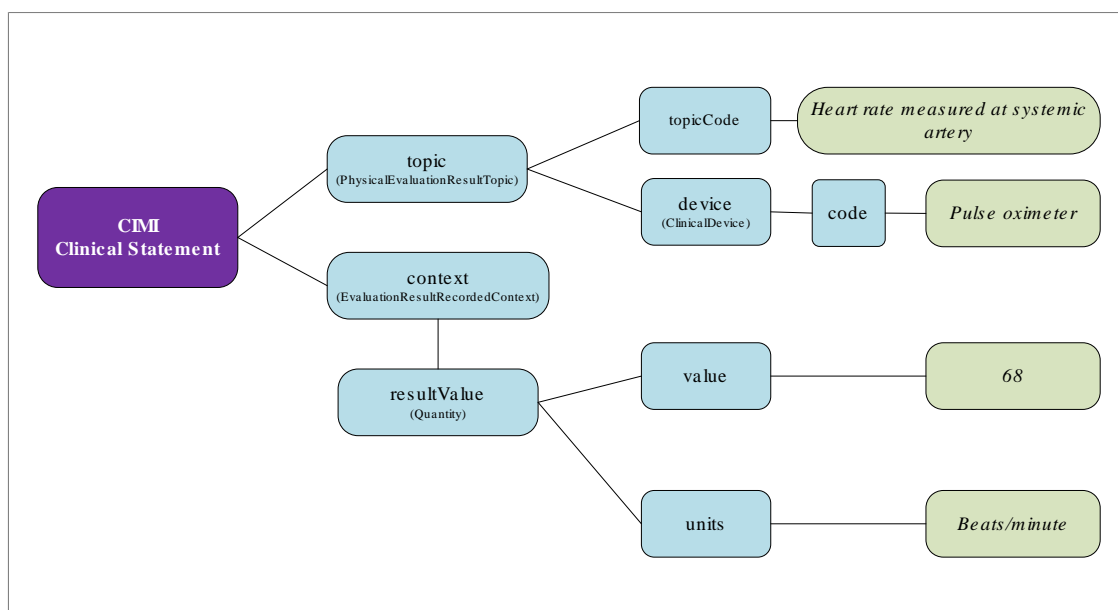 CIMI
Clinical Statement
topic
(PhysicalEvaluationResultTopic)
topicCode
Heart rate measured at systemic
artery
device
(ClinicalDevice)
code
Pulse oximeter
context
(EvaluationResultRecordedContext)
resultValue
(Quantity)
value
68
units
Beats/minute